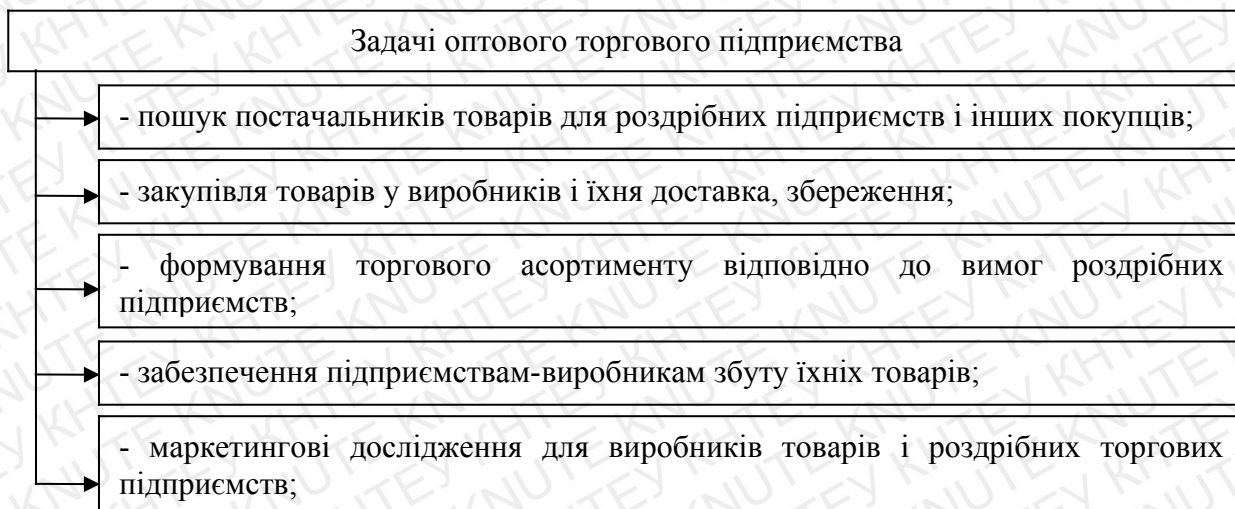 Задачі оптового торгового підприємства
- пошук постачальників товарів для роздрібних підприємств і інших покупців;
- закупівля товарів у виробників і їхня доставка, збереження;
- формування торгового асортименту відповідно до вимог роздрібних
підприємств;
- забезпечення підприємствам-виробникам збуту їхніх товарів;
- маркетингові дослідження для виробників товарів і роздрібних торгових
підприємств;